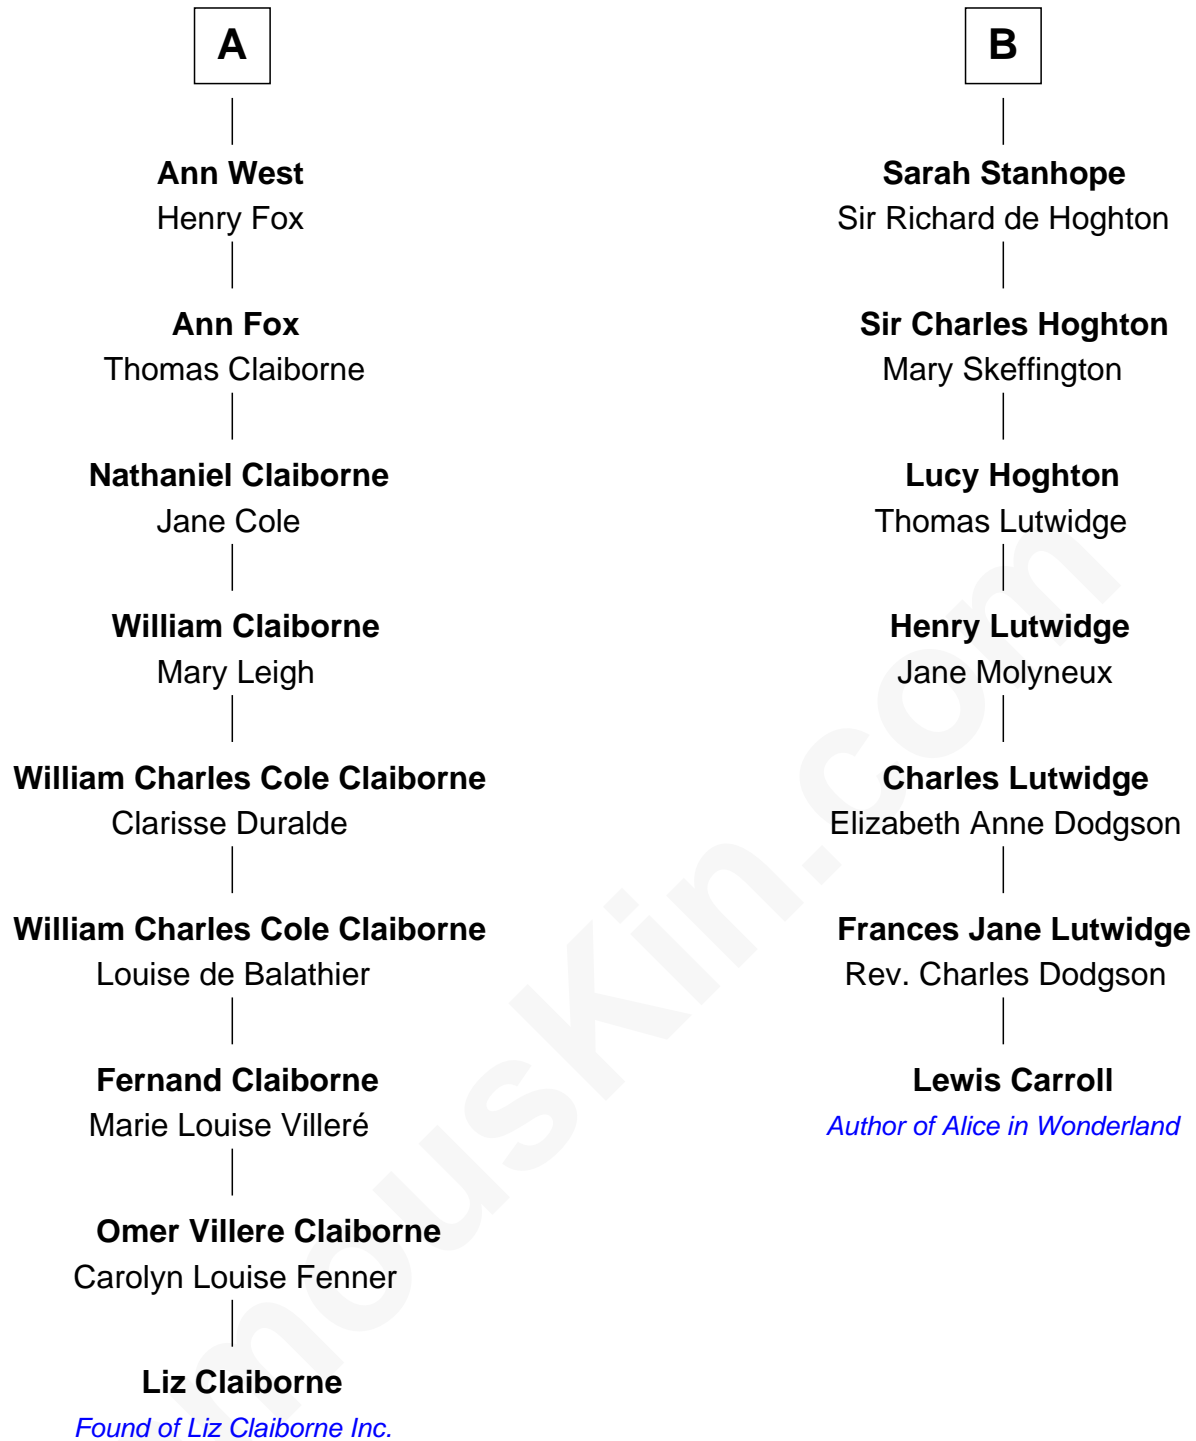 A
Ann West
Henry Fox
Ann Fox
Thomas Claiborne
Nathaniel Claiborne
Jane Cole
William Claiborne
Mary Leigh
William Charles Cole Claiborne
Clarisse Duralde
William Charles Cole Claiborne
Louise de Balathier
Fernand Claiborne
Marie Louise Villeré
Omer Villere Claiborne
Carolyn Louise Fenner
Liz Claiborne
Found of Liz Claiborne Inc.
B
Sarah Stanhope
Sir Richard de Hoghton
Sir Charles Hoghton
Mary Skeffington
Lucy Hoghton
Thomas Lutwidge
Henry Lutwidge
Jane Molyneux
Charles Lutwidge
Elizabeth Anne Dodgson
Frances Jane Lutwidge
Rev. Charles Dodgson
Lewis Carroll
Author of Alice in Wonderland
mousKin.com